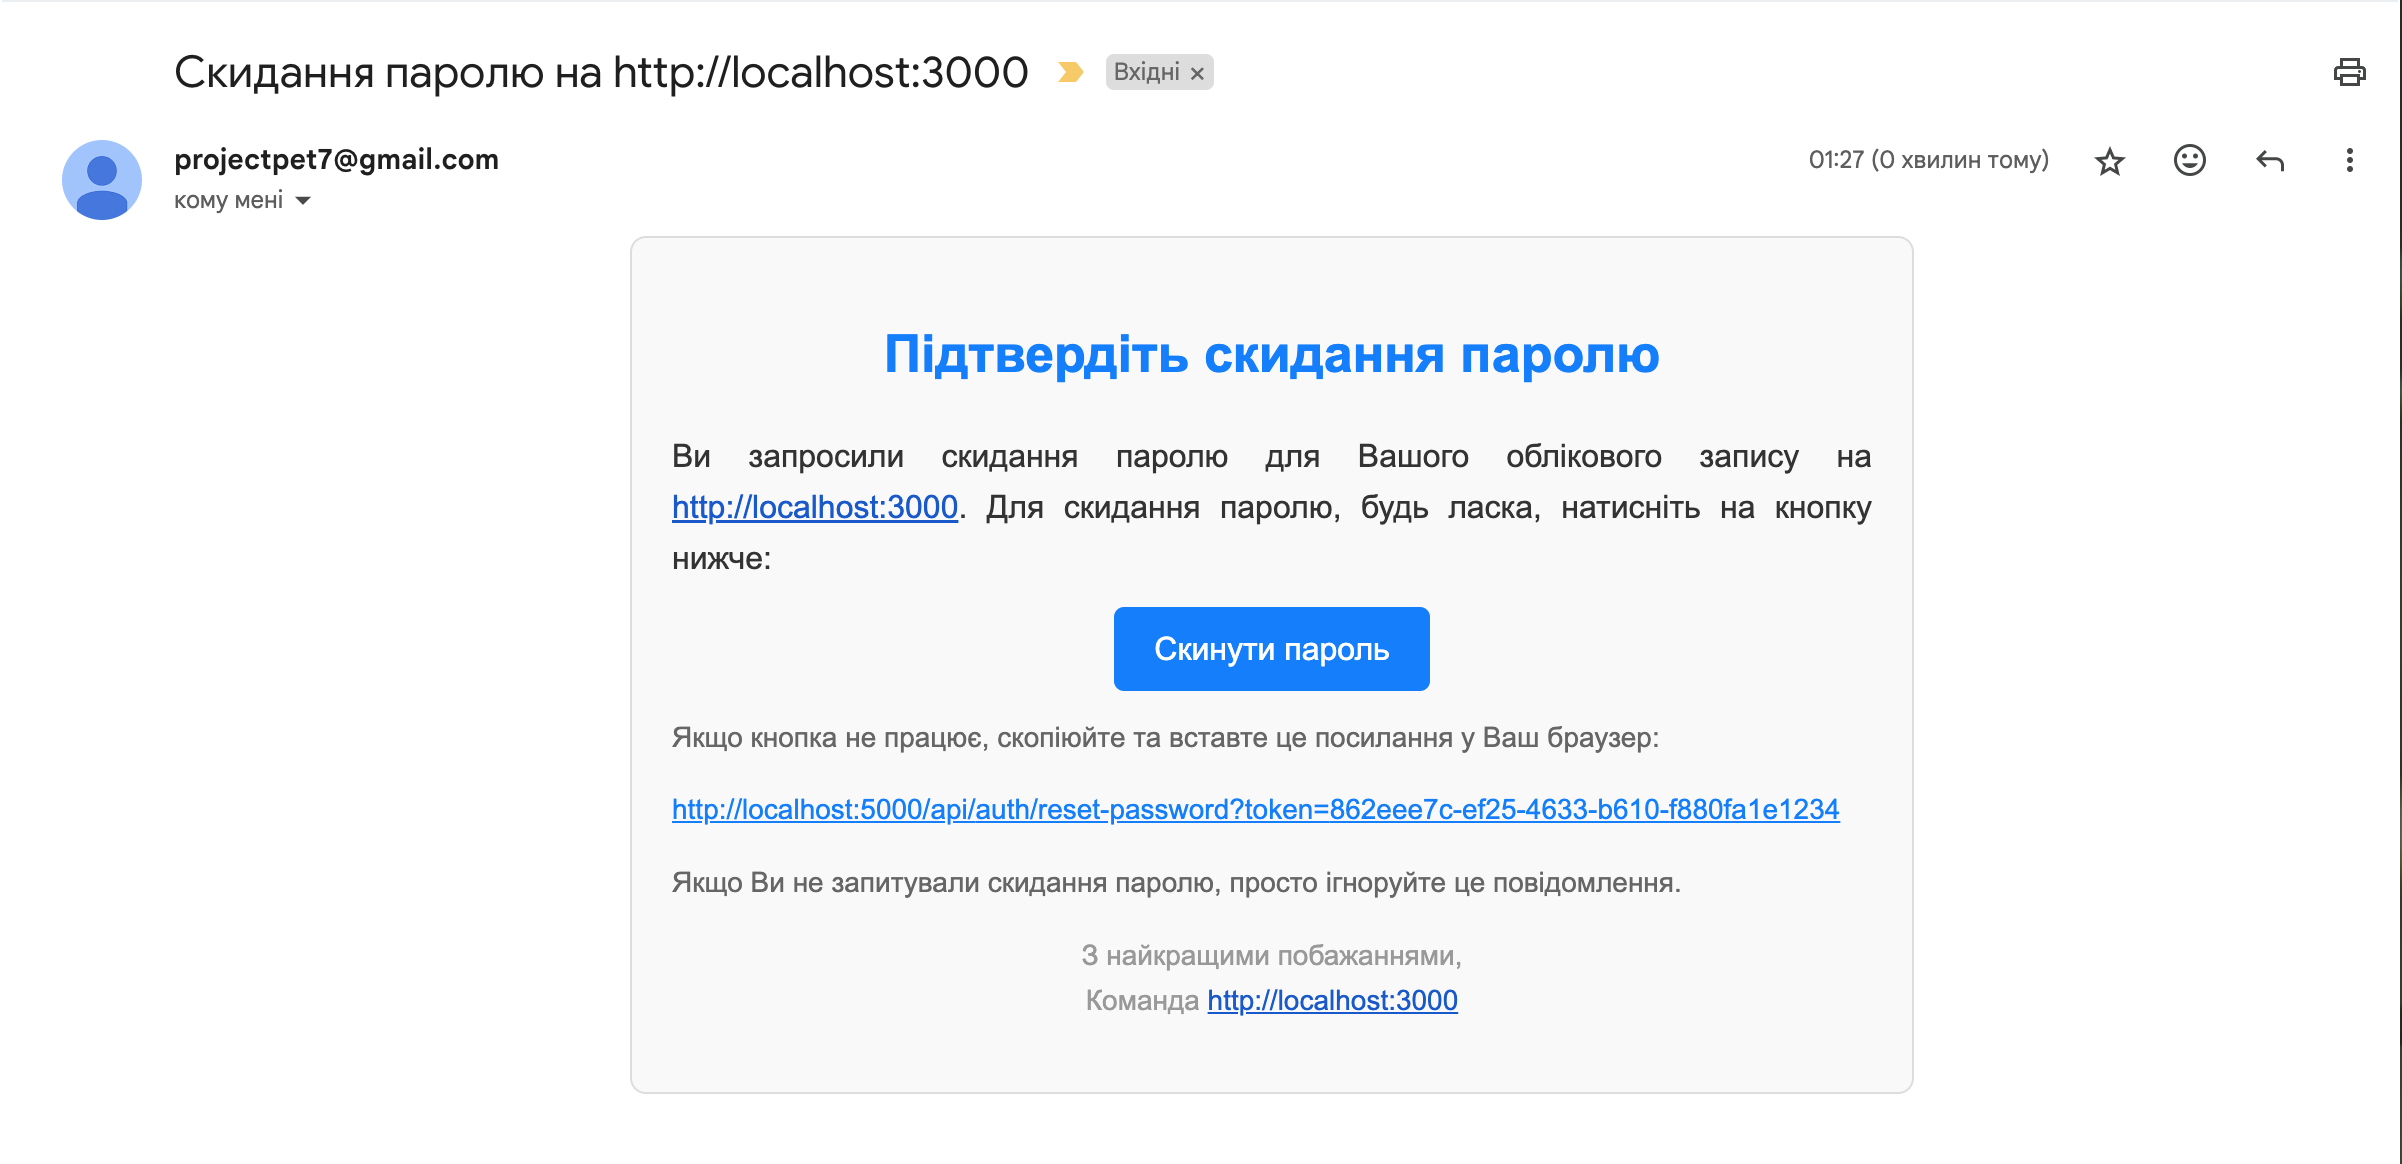 Скидання паролю на http://localhost:3000 Вхідні ×
projectpet7@gmail.com 01:27 (0 хвилин тому)
кому мені
Підтвердіть скидання паролю
Ви запросили скидання паролю для Вашого облікового запису на
http://localhost:3000. Для скидання паролю, будь ласка, натисніть на кнопку
нижче:
Скинути пароль
Якщо кнопка не працює, скопіюйте та вставте це посилання у Ваш браузер:
http://localhost:5000/api/auth/reset-password?token=862eee7c-ef25-4633-b610-f880fa1e1234
Якщо Ви не запитували скидання паролю, просто ігноруйте це повідомлення.
З найкращими побажаннями,
Команда http://localhost:3000